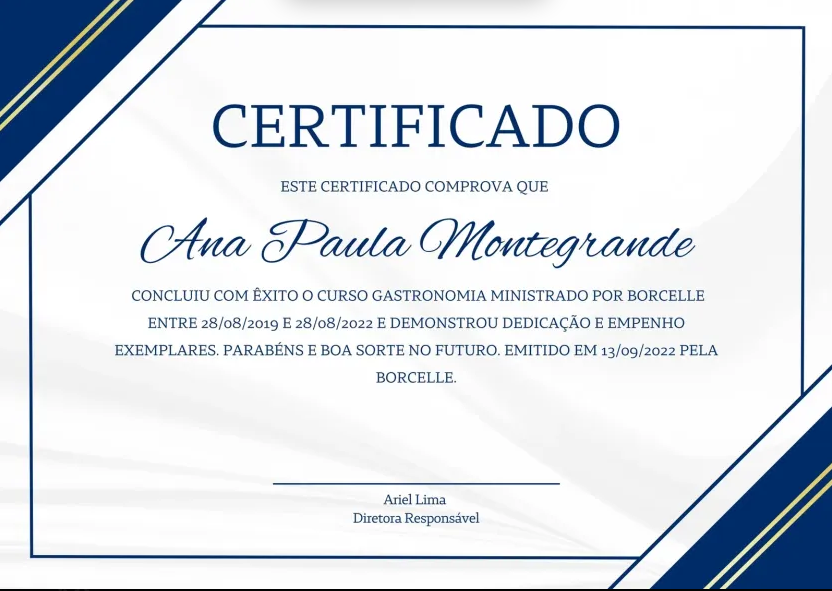 CERTIFICADO
ESTE CERTIFICADO COMPROVA QUE
Ana Paula Montegrande
CONCLUIU COM ÊXITO O CURSO GASTRONOMIA MINISTRADO POR BORCELLE
ENTRE 28/08/2019 E 28/08/2022 E DEMONSTROU DEDICAÇÃO E EMPENHO
EXEMPLARES. PARABÉNS E BOA SORTE NO FUTURO. EMITIDO EM 13/09/2022 PELA
BORCELLE.
Ariel Lima
Diretora Responsável